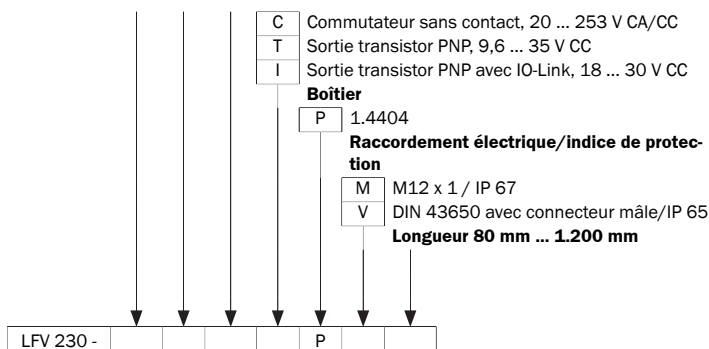 C Commutateur sans contact, 20 ... 253 V CA/CC
T Sortie transistor PNP, 9,6 ... 35 V CC
I Sortie transistor PNP avec IO-Link, 18 ... 30 V CC
Boîtier
P 1.4404
Raccordement électrique/indice de protec-
tion
M M12 x 1 / IP 67
V DIN 43650 avec connecteur mâle/IP 65
Longueur 80 mm ... 1.200 mm
LFV 230 - P